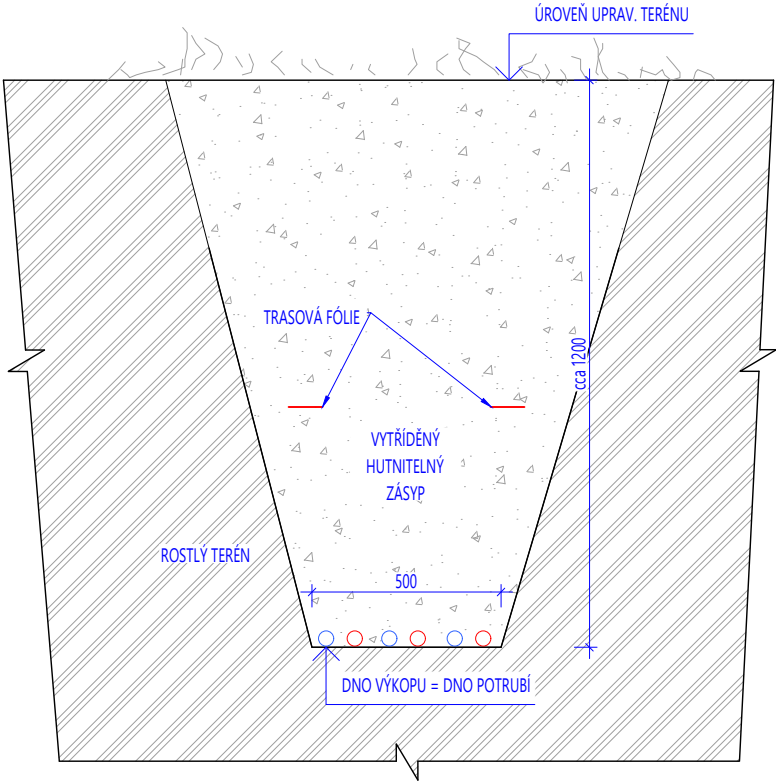 ÚROVEŇ UPRAV. TERÉNU
TRASOVÁ FÓLIE
cca 1200
VYTŘÍDĚNÝ
HUTNITELNÝ
ZÁSYP
ROSTLÝ TERÉN
500
DNO VÝKOPU = DNO POTRUBÍ